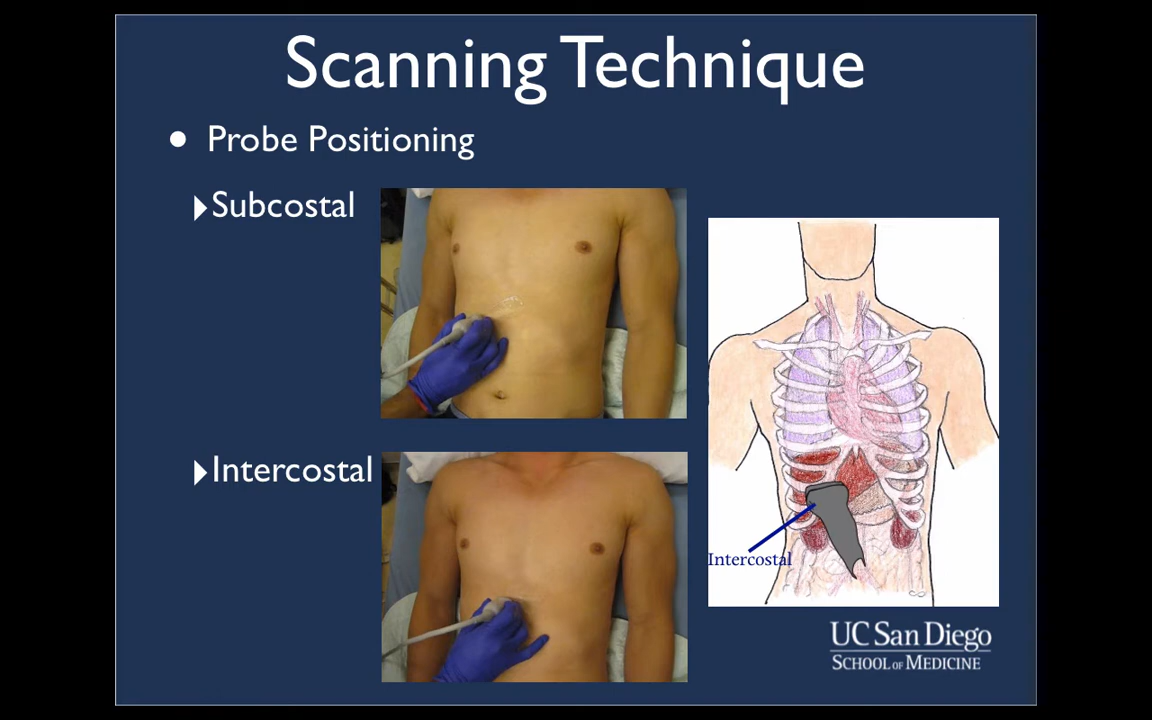 Scanning Technique
• Probe Positioning
▸Subcostal
▸Intercostal
Intercostal
UC San Diego
SCHOOL OF MEDICINE